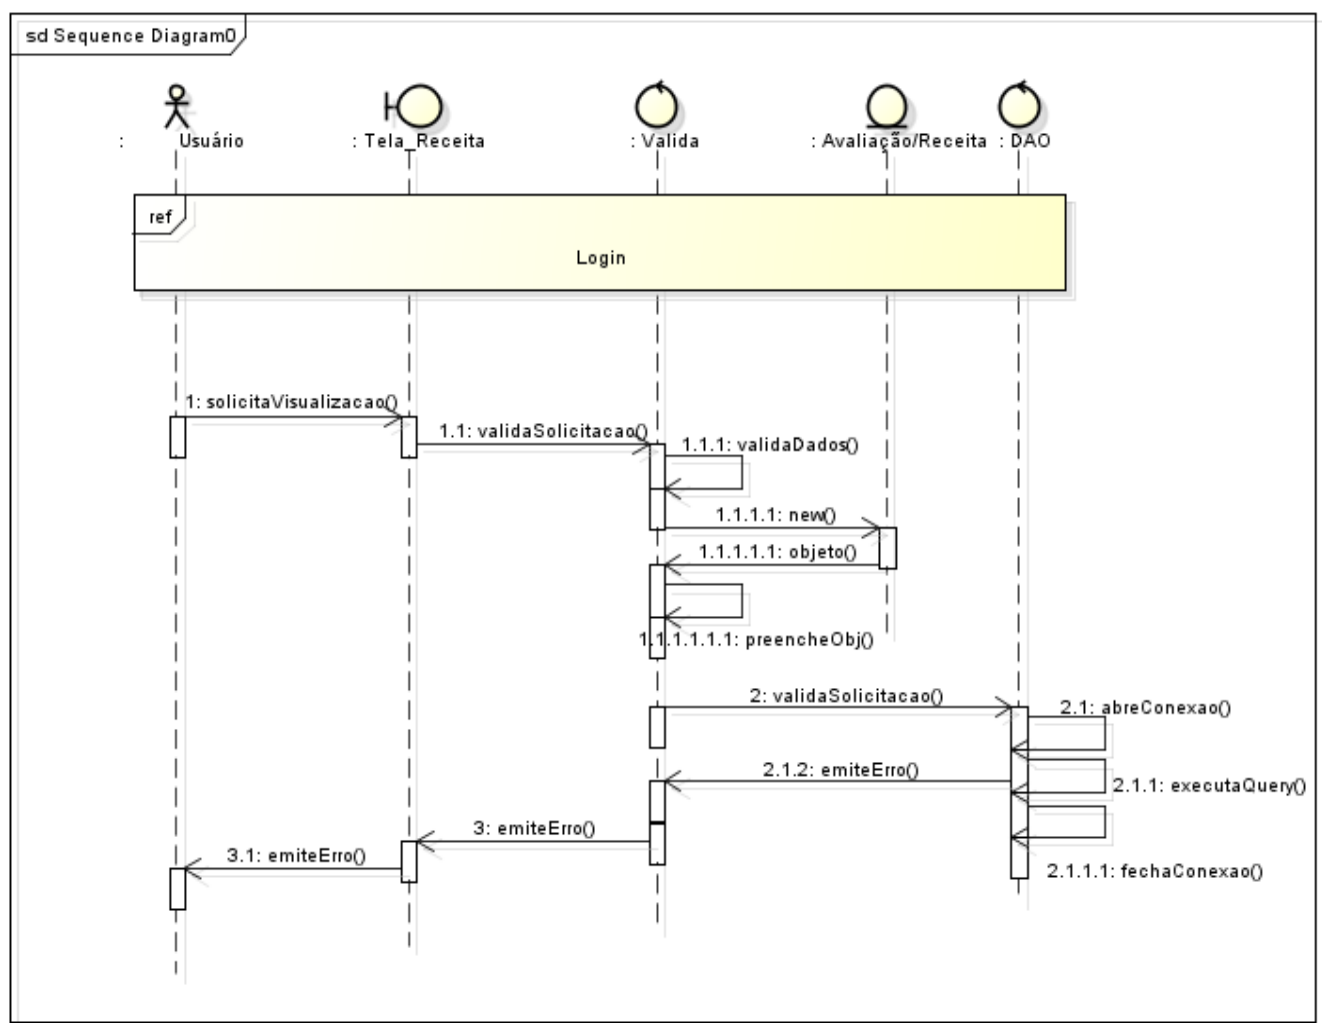 sd Sequence Diagram0
: Usuário
: Tela_Receita
: Valida
: Avaliação/Receita
: DAO
ref
Login
1: solicitaVisualizacao()
1.1: validaSolicitacao()
1.1.1: validaDados()
1.1.1.1: new()
1.1.1.1.1: objeto()
1.1.1.1.1.1: preencheObj()
2: validaSolicitacao()
2.1: abreConexao()
2.1.2: emiteErro()
2.1.1: executaQuery()
3: emiteErro()
3.1: emiteErro()
2.1.1.1: fechaConexao()